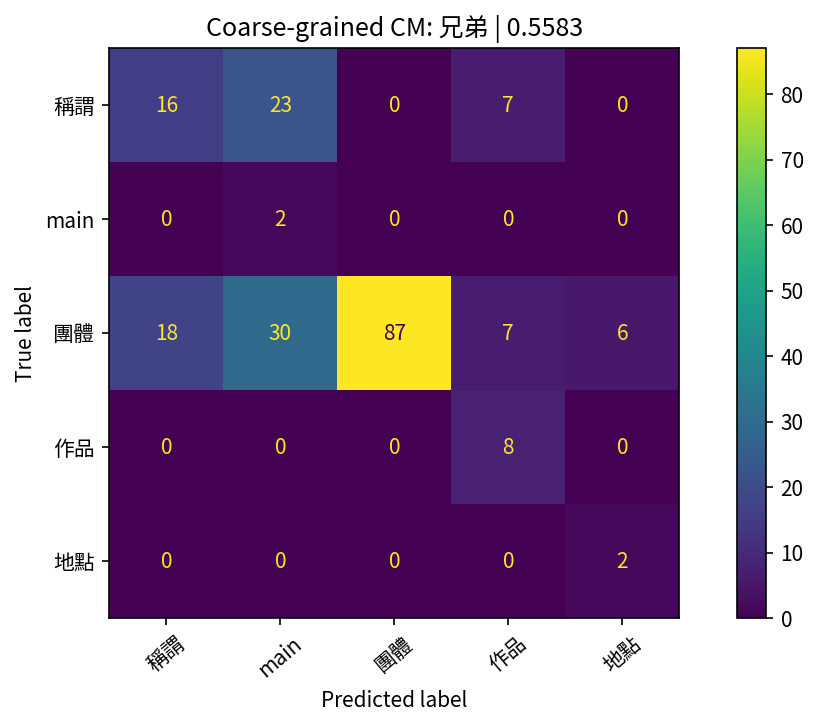 Coarse-grained CM: 兄弟 | 0.5583
稱謂 16 23 0 7 0
main 0 2 0 0 0
團體 18 30 87 7 6
作品 0 0 0 8 0
地點 0 0 0 0 2
稱謂 main 團體 作品 地點
Predicted label
True label
80
70
60
50
40
30
20
10
0